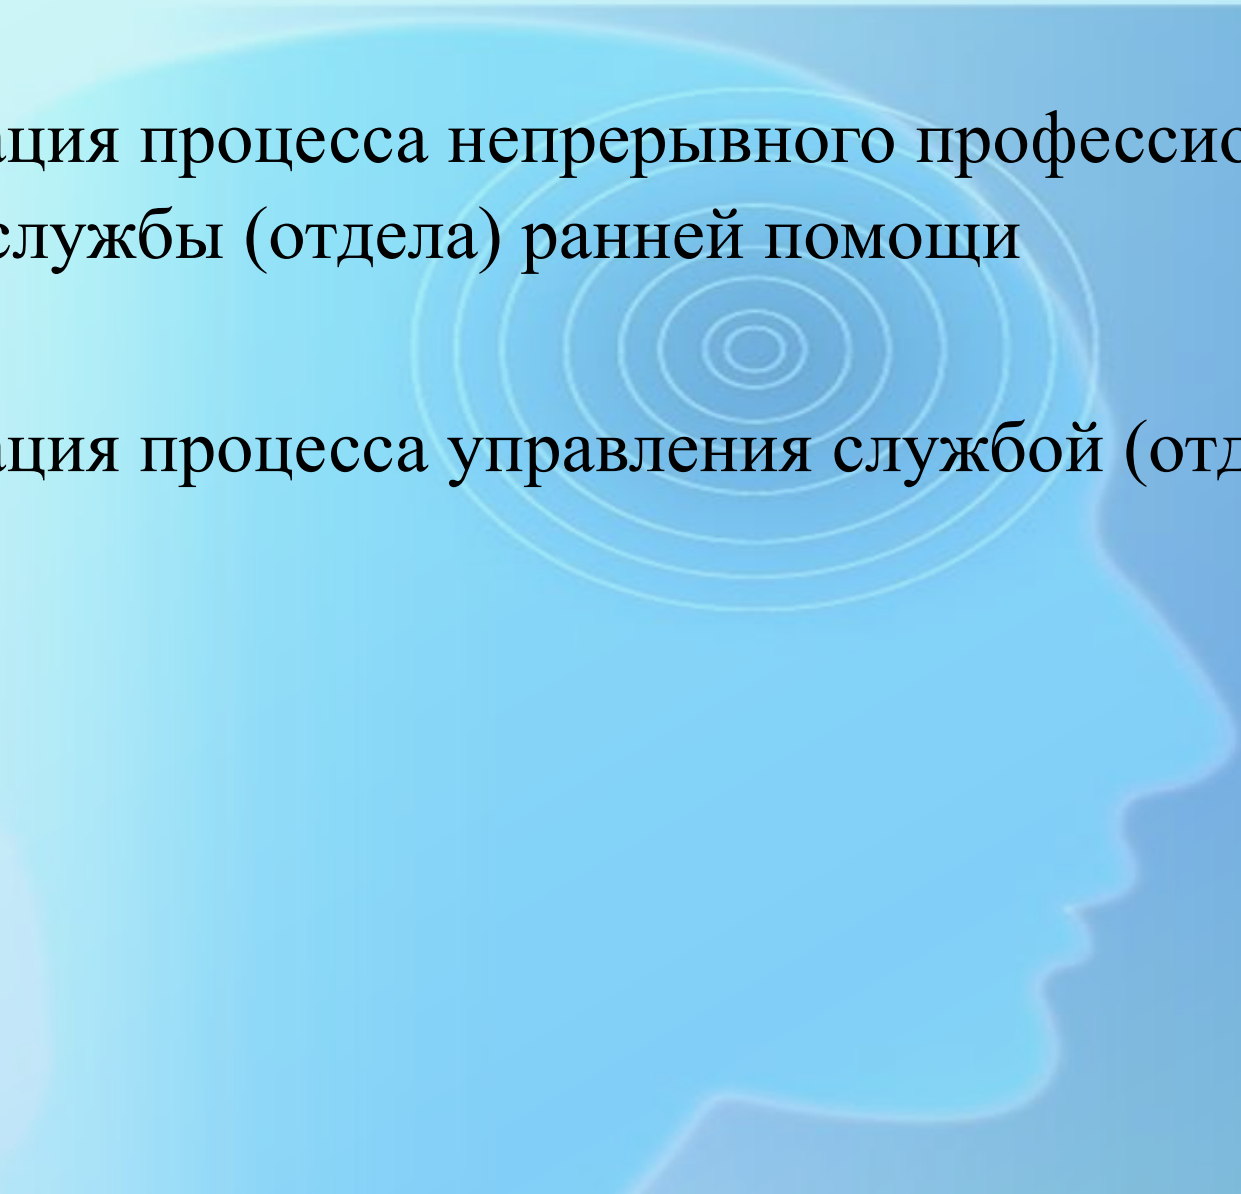 ация процесса непрерывного профессио
службы (отдела) ранней помощи
ация процесса управления службой (отд